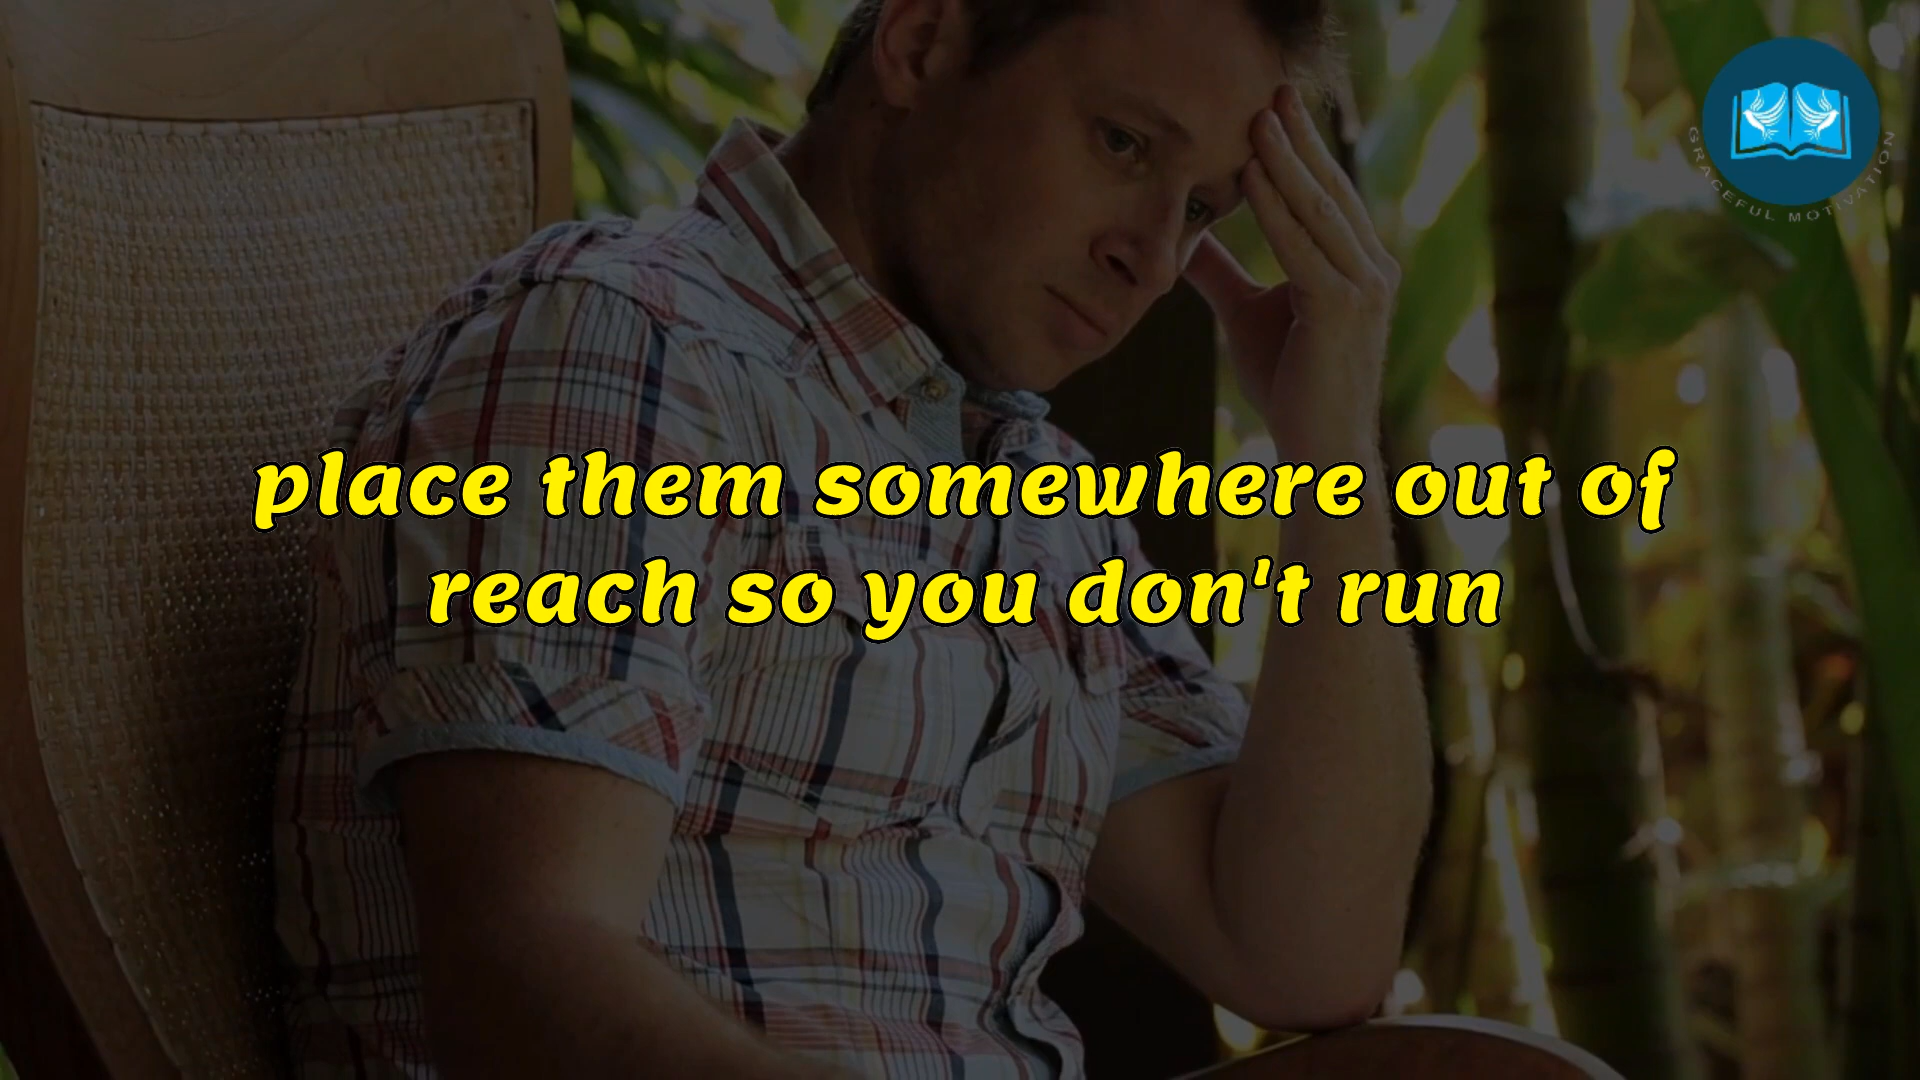 GRACEFUL MOTIVATION
place them somewhere out of
reach so you don't run